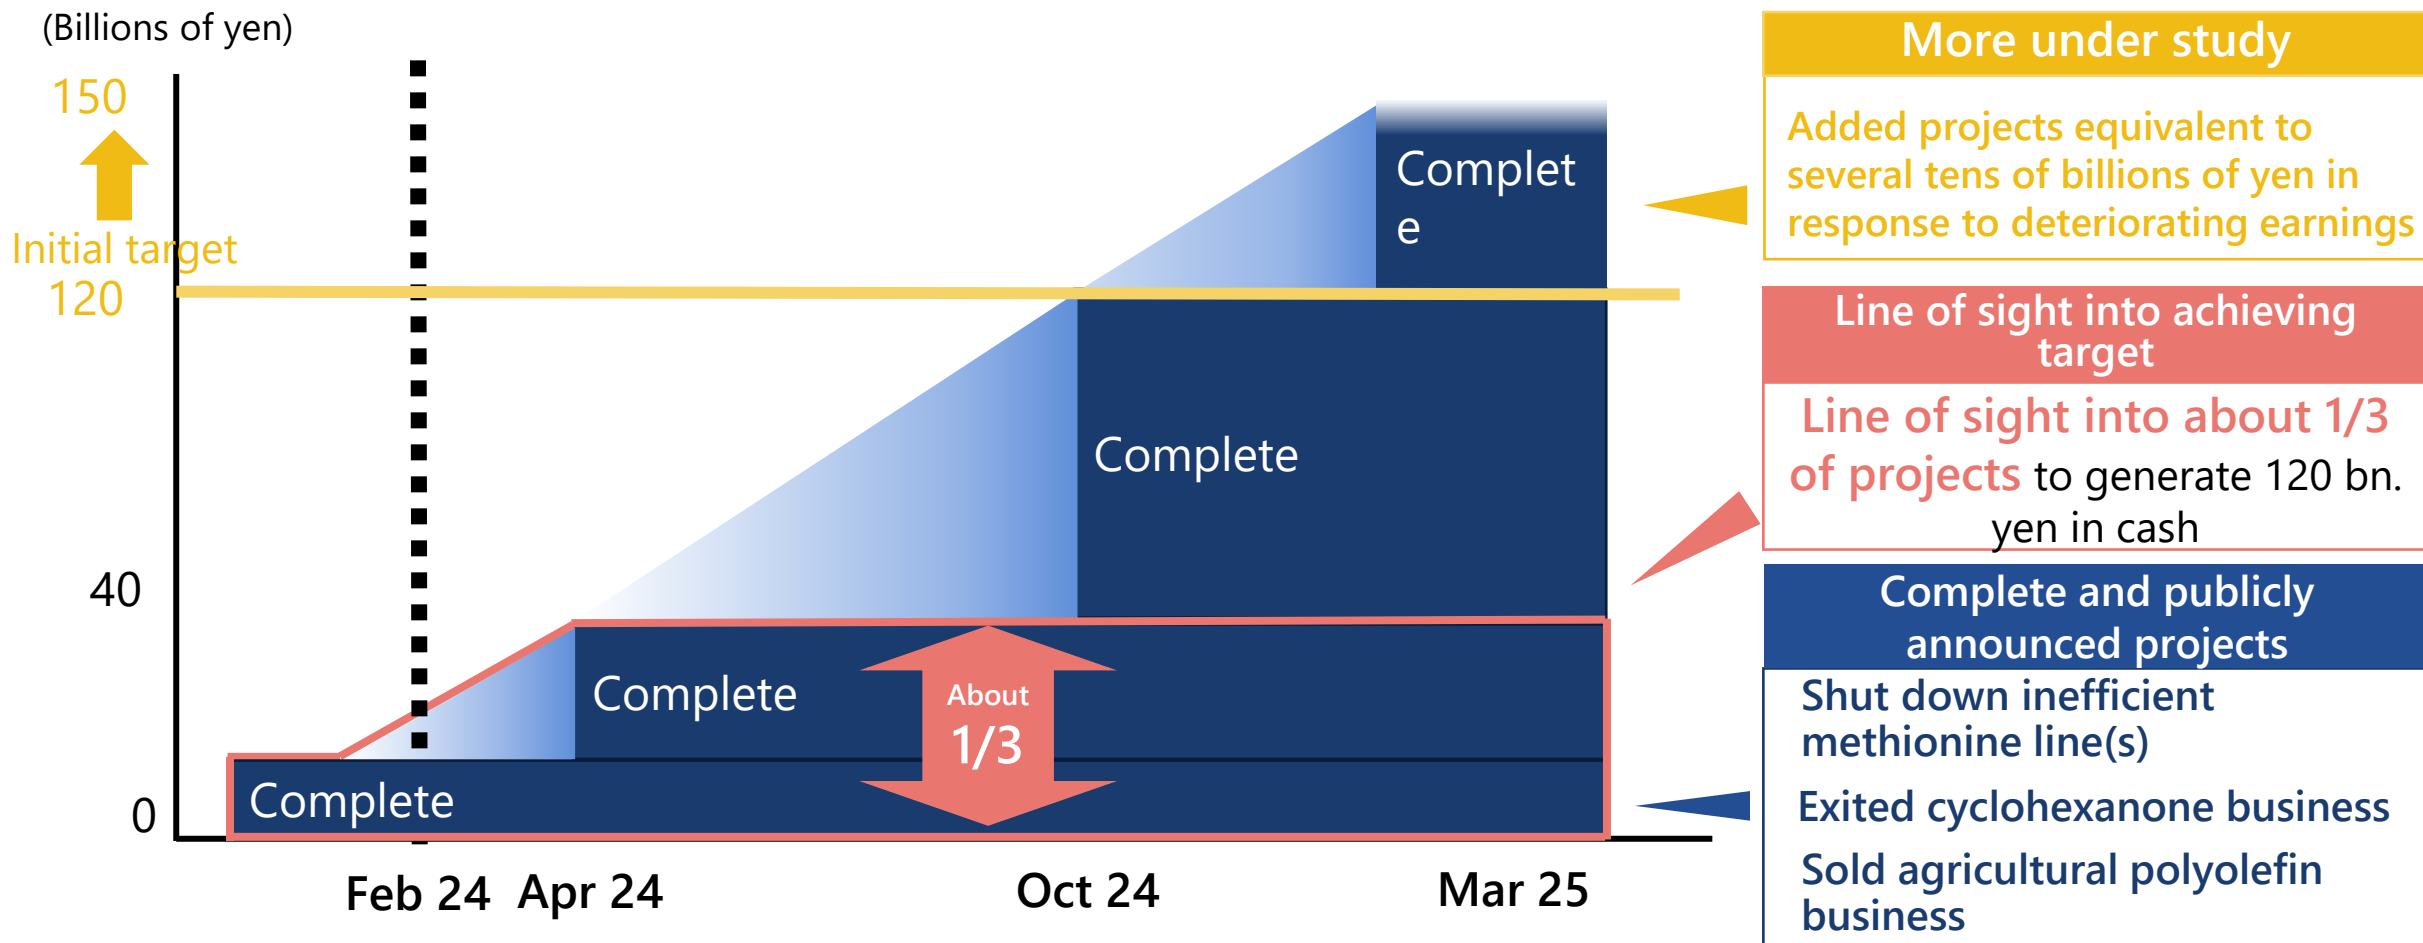 (Billions of yen)
150
Initial target
120
40
0
Complet
e
Complete
Complete
About
1/3
Complete
Feb 24
Apr 24
Oct 24
Mar 25
More under study
Added projects equivalent to
several tens of billions of yen in
response to deteriorating earnings
Line of sight into achieving
target
Line of sight into about 1/3
of projects to generate 120 bn.
yen in cash
Complete and publicly
announced projects
Shut down inefficient
methionine line(s)
Exited cyclohexanone business
Sold agricultural polyolefin
business